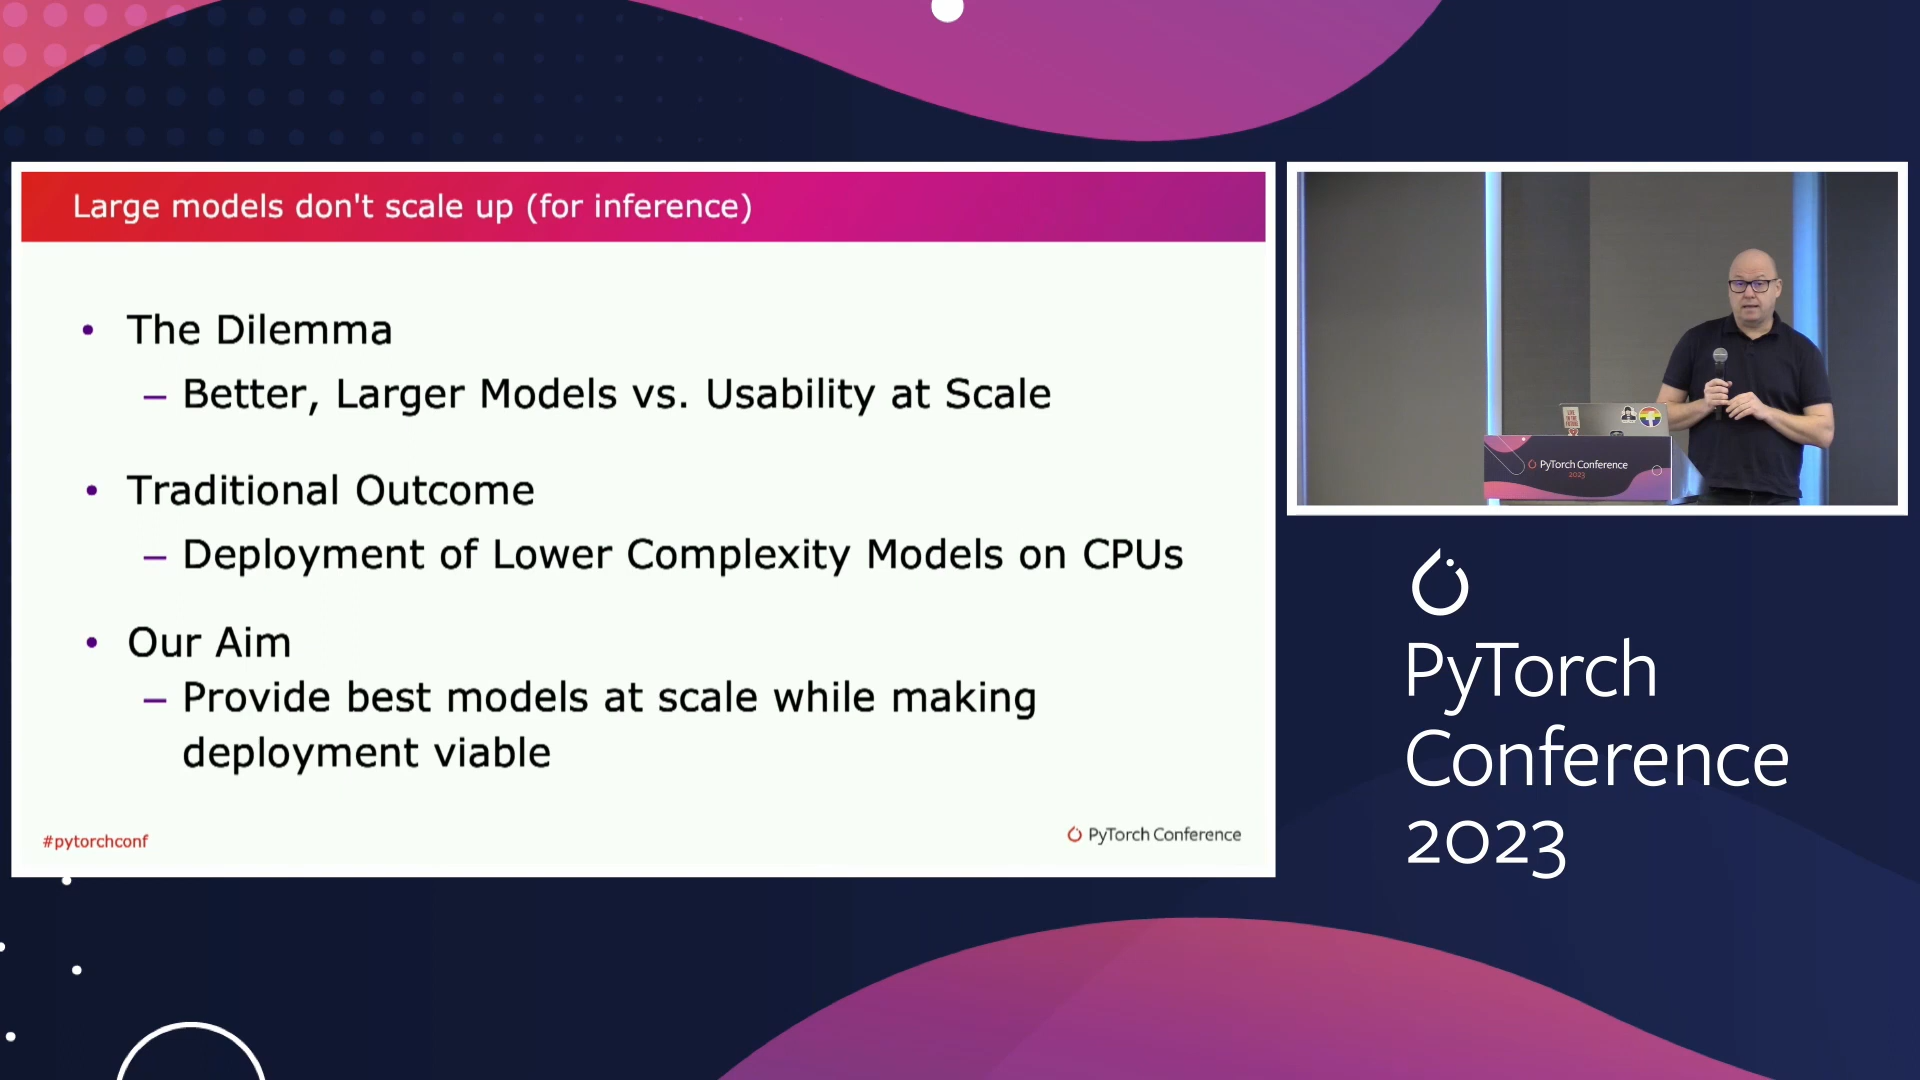 Large models don't scale up (for inference)
• The Dilemma
– Better, Larger Models vs. Usability at Scale
• Traditional Outcome
– Deployment of Lower Complexity Models on CPUs
• Our Aim
– Provide best models at scale while making
deployment viable
#pytorchconf
PyTorch Conference
PyTorch Conference
2023
PyTorch
Conference
2023